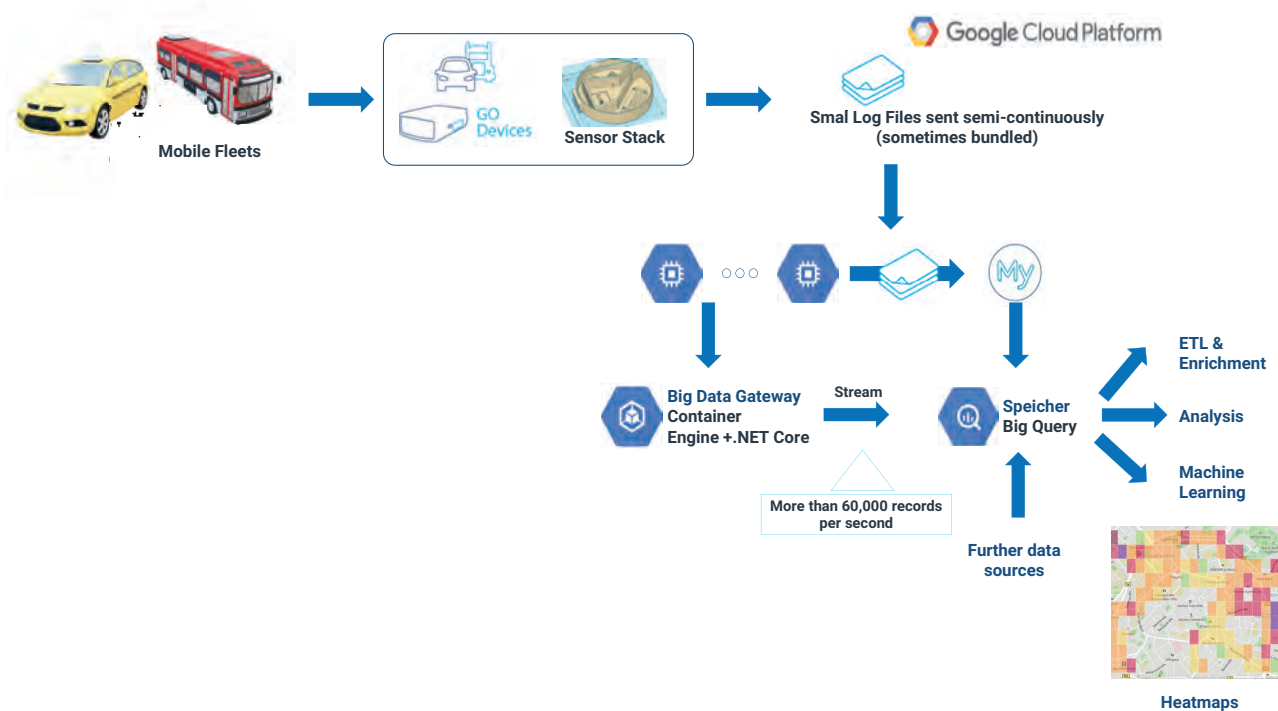 Google Cloud Platform
GO
Devices
Sensor Stack
Mobile Fleets
Smal Log Files sent semi-continuously
(sometimes bundled)
My
ETL &
Enrichment
Big Data Gateway
Container
Engine +.NET Core
Stream
Speicher
Big Query
Analysis
Machine
Learning
More than 60,000 records
per second
Further data
sources
Heatmaps